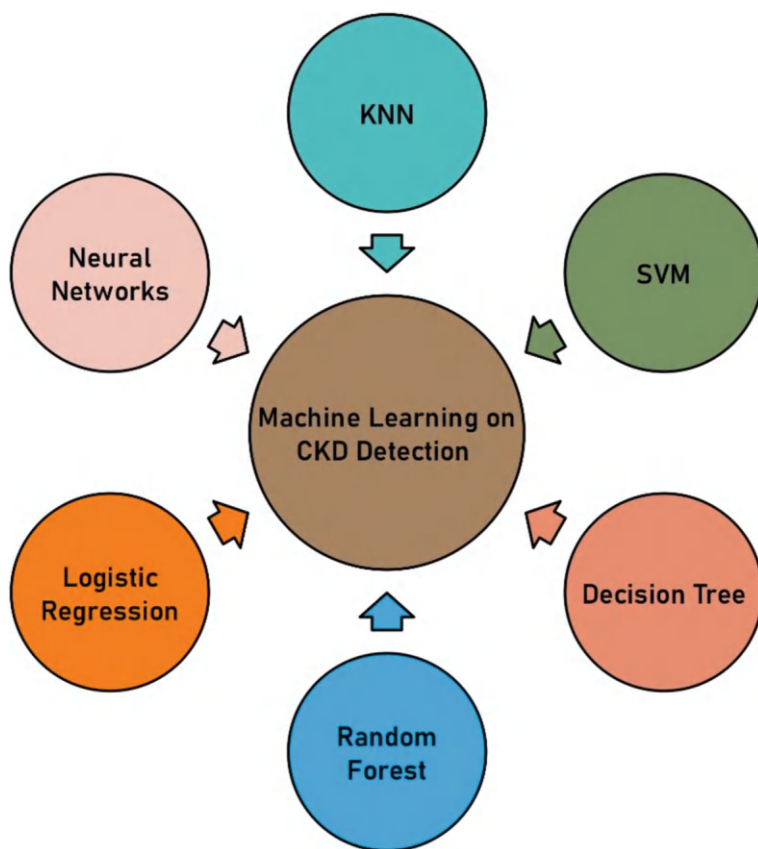 KNN
Neural
Networks
SVM
Machine Learning on
CKD Detection
Logistic
Regression
Decision Tree
Random
Forest